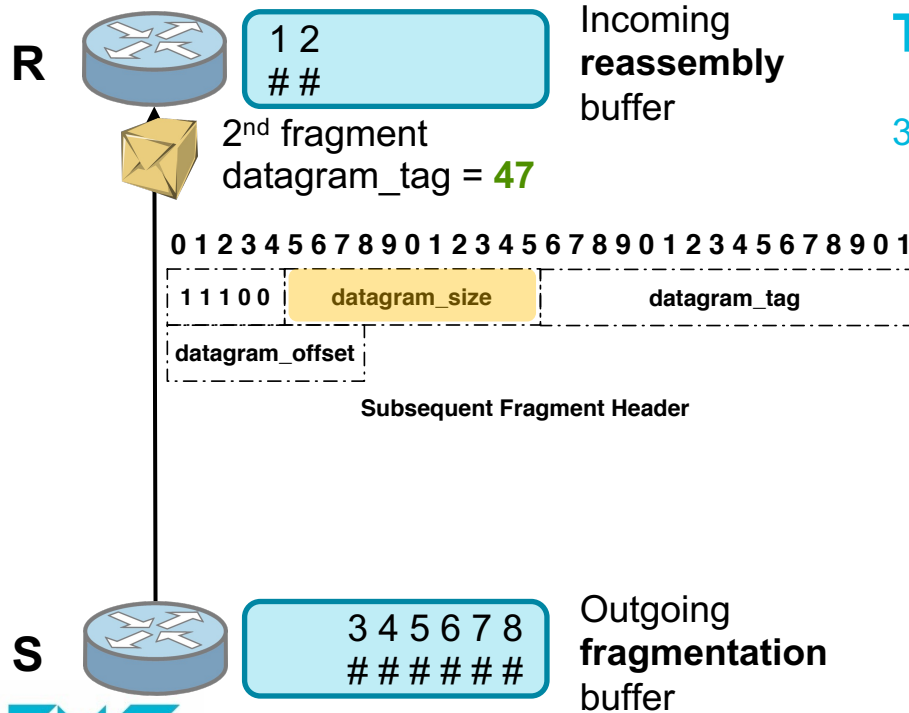 R
1 2
# #
Incoming
reassembly
buffer
T
3
2nd fragment
datagram_tag = 47
0 1 2 3 4 5 6 7 8 9 0 1 2 3 4 5 6 7 8 9 0 1 2 3 4 5 6 7 8 9 0 1
1 1 1 0 0 datagram_size datagram_tag
datagram_offset
Subsequent Fragment Header
S
3 4 5 6 7 8
# # # # # #
Outgoing
fragmentation
buffer